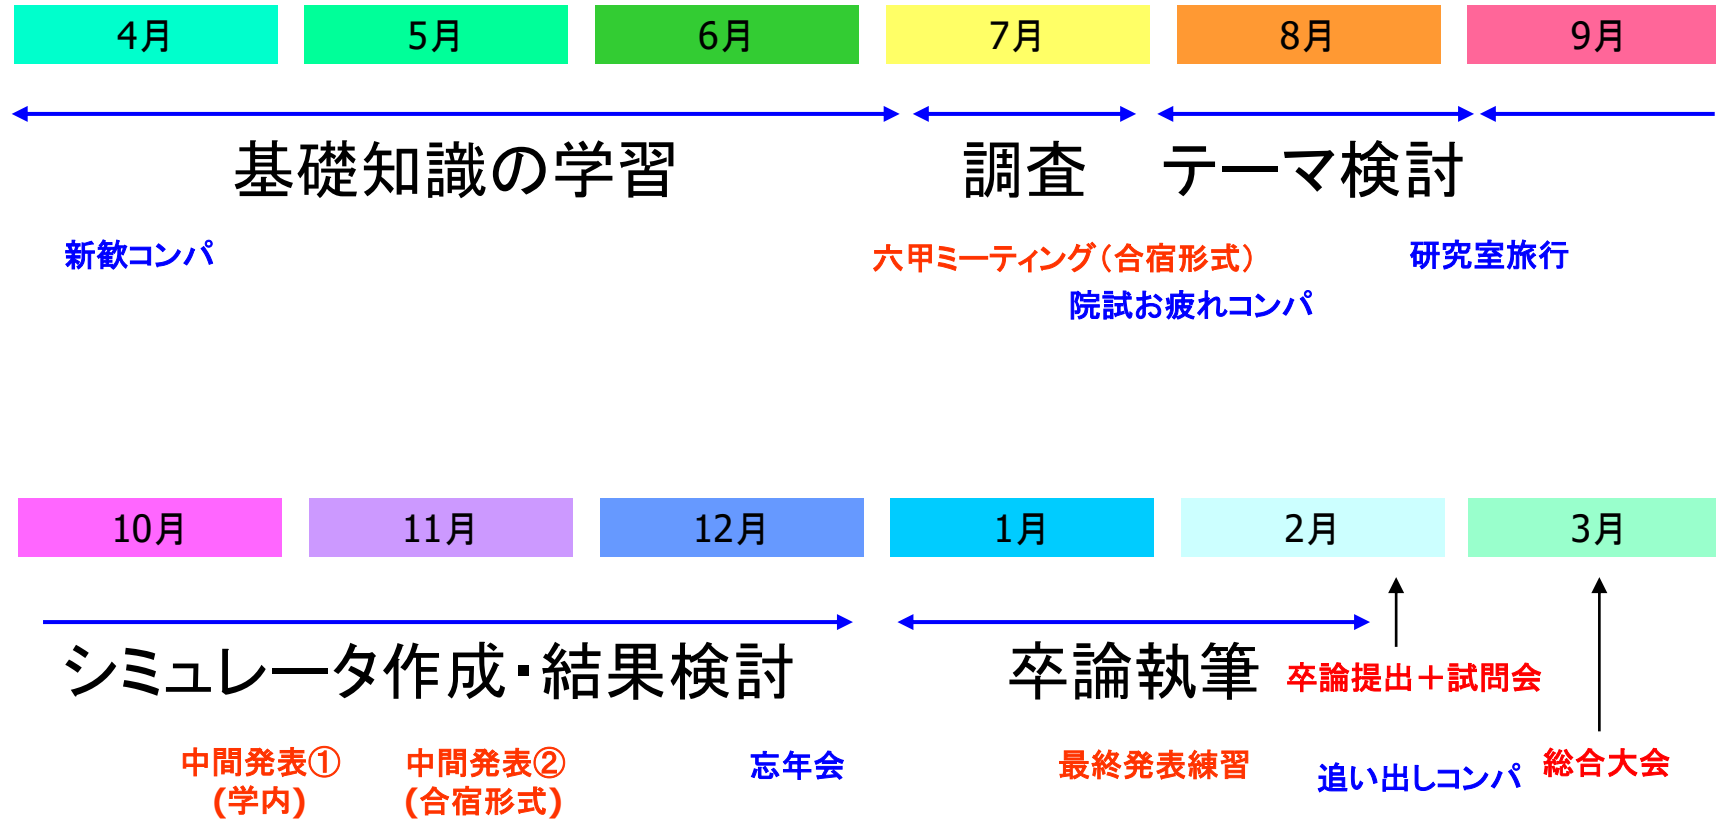 4月 5月 6月 7月 8月 9月
基礎知識の学習 調査 テーマ検討
新歓コンパ 六甲ミーティング(合宿形式) 研究室旅行
院試お疲れコンパ
10月 11月 12月 1月 2月 3月
シミュレータ作成・結果検討 卒論執筆 卒論提出+試問会
中間発表① 中間発表② 忘年会 最終発表練習 追い出しコンパ 総合大会
(学内) (合宿形式)